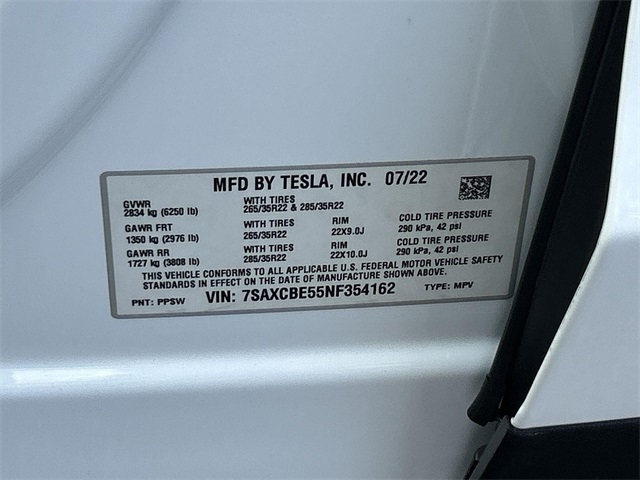 MFD BY TESLA, INC. 07/22
GVWR
2834 kg (6250 lb)
WITH TIRES
265/35R22 & 285/35R22
GAWR FRT
1350 kg (2976 lb)
WITH TIRES
265/35R22
RIM
22X9.0J
COLD TIRE PRESSURE
290 kPa, 42 psi
GAWR RR
1727 kg (3808 lb)
WITH TIRES
285/35R22
RIM
22X10.0J
COLD TIRE PRESSURE
290 kPa, 42 psi
THIS VEHICLE CONFORMS TO ALL APPLICABLE U.S. FEDERAL MOTOR VEHICLE SAFETY
STANDARDS IN EFFECT ON THE DATE OF MANUFACTURE SHOWN ABOVE.
PNT: PPSW VIN: 7SAXCBE55NF354162 TYPE: MPV